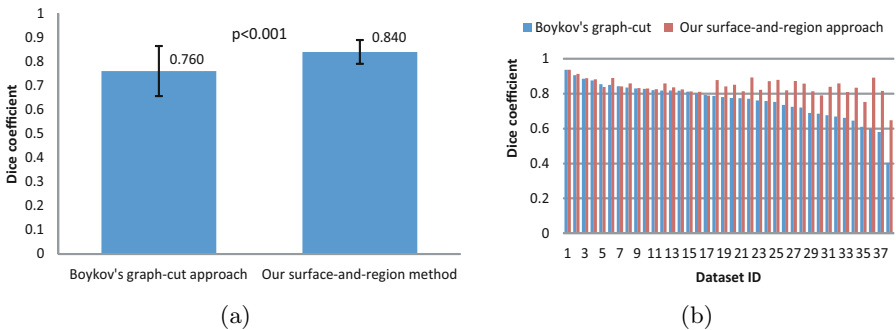 1
0.9
0.8
0.7
0.6
0.5
0.4
0.3
0.2
0.1
0
Dice coefficient
0.760
p<0.001
0.840
Boykov's graph-cut approach
Our surface-and-region method
(a)
Boykov's graph-cut
Our surface-and-region approach
1
0.8
0.6
0.4
0.2
0
Dice coefficient
1 3 5 7 9 11 13 15 17 19 21 23 25 27 29 31 33 35 37
Dataset ID
(b)